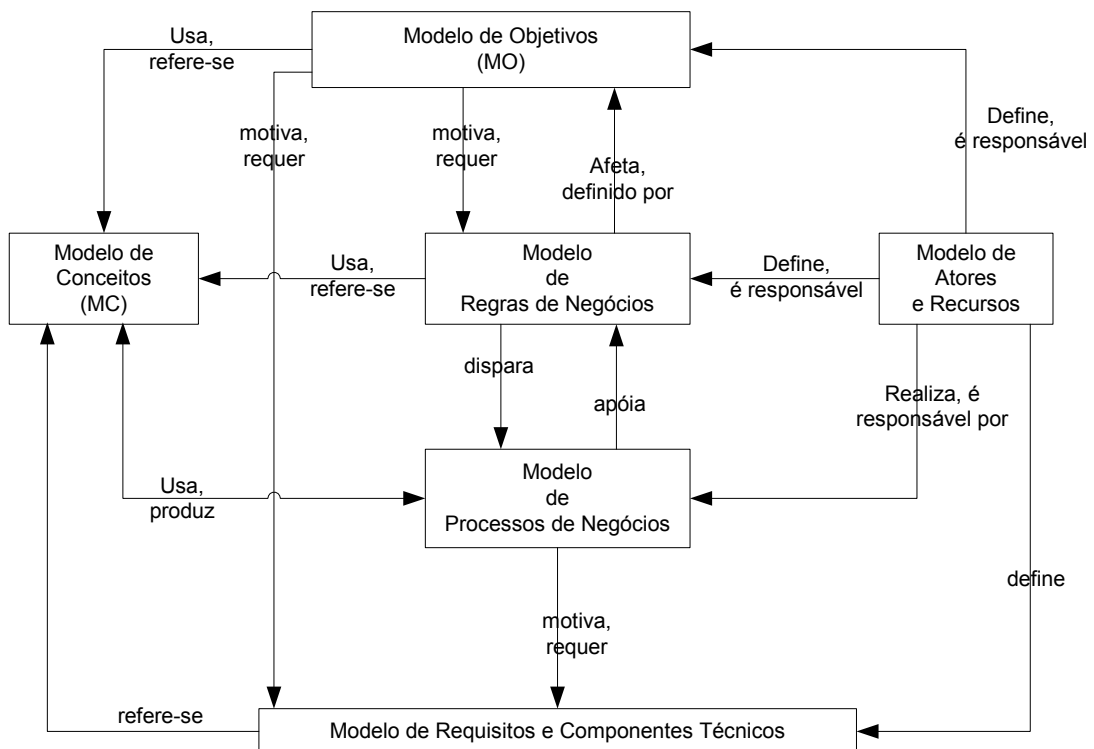 Modelo de Objetivos
(MO)
Usa,
refere-se
Define,
é responsável
motiva,
requer
motiva,
requer
Afeta,
definido por
Modelo de
Conceitos
(MC)
Usa,
refere-se
Modelo
de
Regras de Negócios
Define,
é responsável
Modelo de
Atores
e Recursos
dispara
apóia
Realiza, é
responsável por
Usa,
produz
Modelo
de
Processos de Negócios
define
motiva,
requer
refere-se
Modelo de Requisitos e Componentes Técnicos